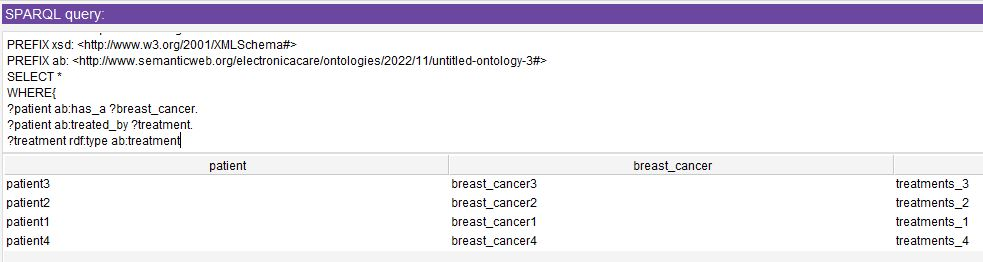 SPARQL query:
PREFIX xsd: <http://www.w3.org/2001/XMLSchema#>
PREFIX ab: <http://www.semanticweb.org/electronicacare/ontologies/2022/11/untitled-ontology-3#>
SELECT *
WHERE{
?patient ab:has_a ?breast_cancer.
?patient ab:treated_by ?treatment.
?treatment rdf:type ab:treatment
patient breast_cancer
patient3 breast_cancer3 treatments_3
patient2 breast_cancer2 treatments_2
patient1 breast_cancer1 treatments_1
patient4 breast_cancer4 treatments_4